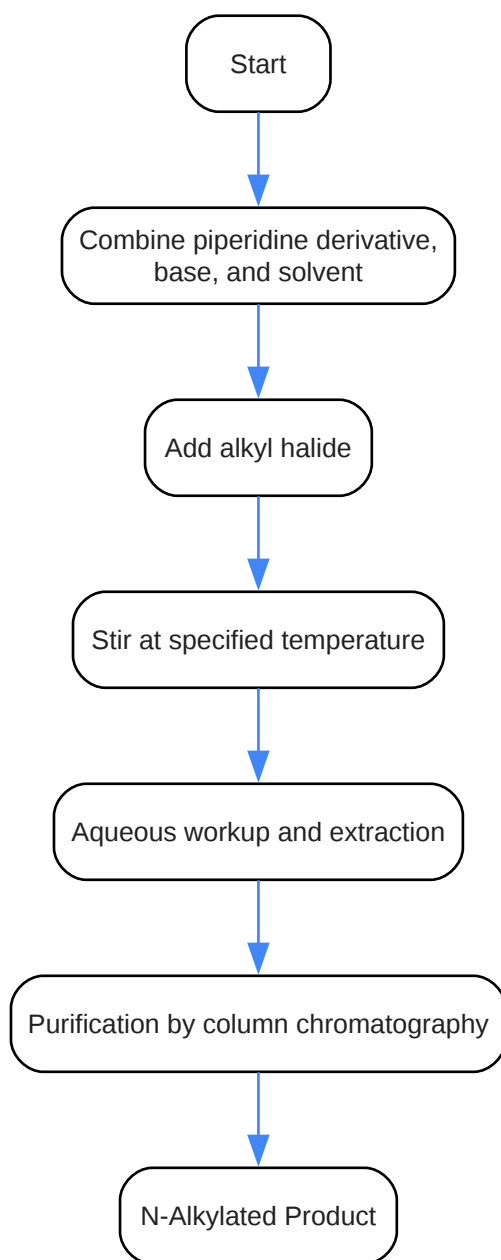 Start
Combine piperidine derivative,
base, and solvent
Add alkyl halide
Stir at specified temperature
Aqueous workup and extraction
Purification by column chromatography
N-Alkylated Product